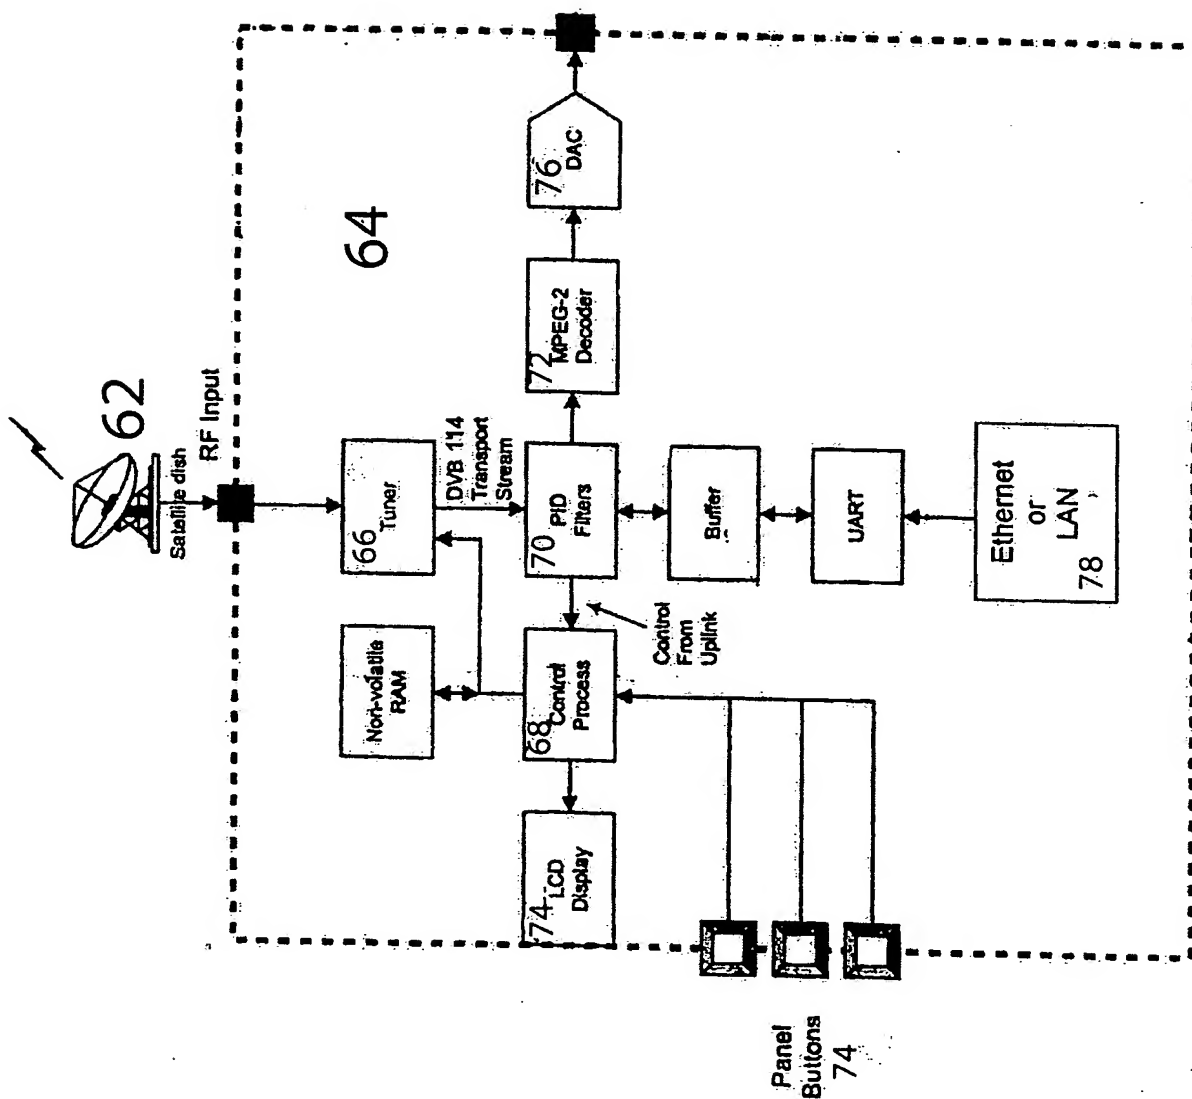 62
Satellite dish
RF Input
64
66 Tuner
DVB 114
Transport
Stream
Non-volatile
RAM
74 LCD
Display
68 Control
Process
Control
From
Uplink
70 PID
Filters
72 MPEG-2
Decoder
76 DAC
Buffer
UART
Ethernet
or
LAN
78
Panel
Buttons
74